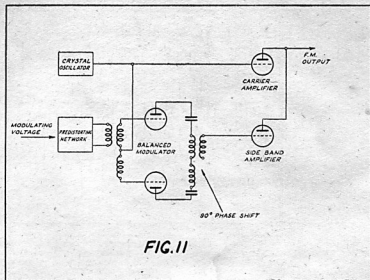 CRYSTAL
OSCILLATOR
CARRIER
AMPLIFIER
F.M.
OUTPUT
MODULATING
VOLTAGE
PREDISTORTING
NETWORK
BALANCED
MODULATOR
SIDE BAND
AMPLIFIER
90° PHASE SHIFT
FIG. 11